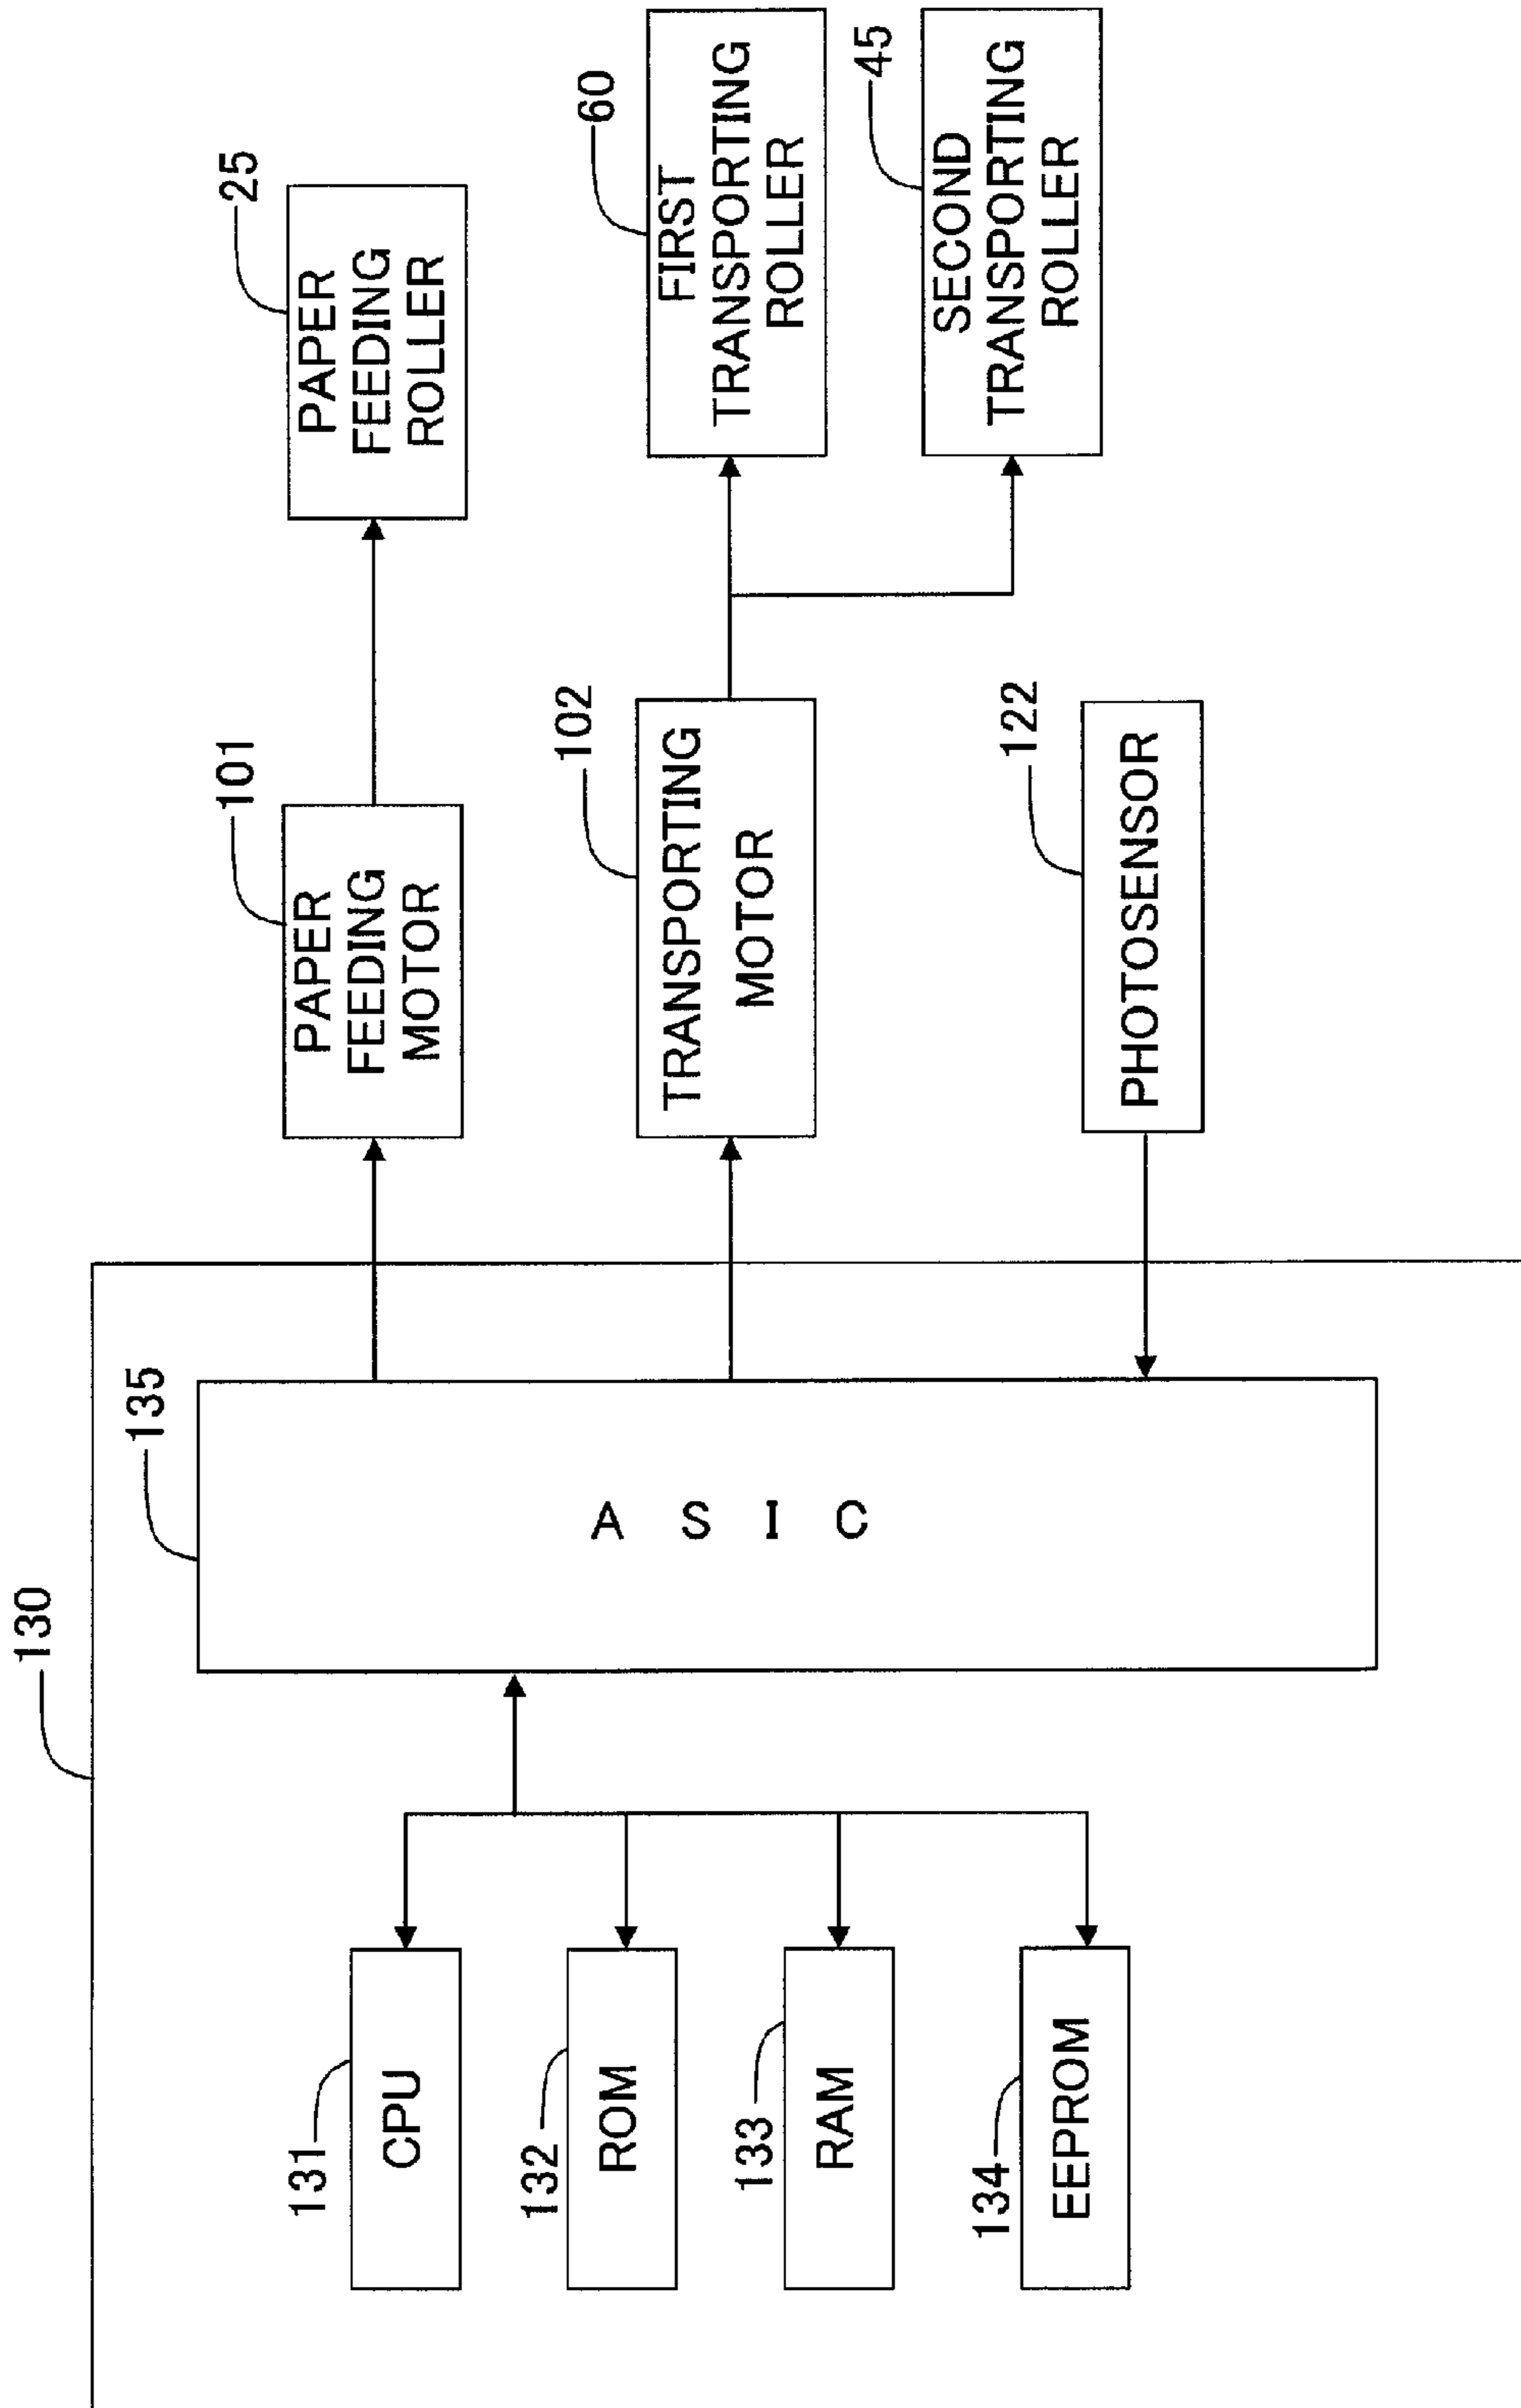 130
131
CPU
132
ROM
133
RAM
134
EEPROM
135
A S I C
101
PAPER
FEEDING
MOTOR
25
PAPER
FEEDING
ROLLER
102
TRANSPORTING
MOTOR
60
FIRST
TRANSPORTING
ROLLER
45
SECOND
TRANSPORTING
ROLLER
122
PHOTOSENSOR